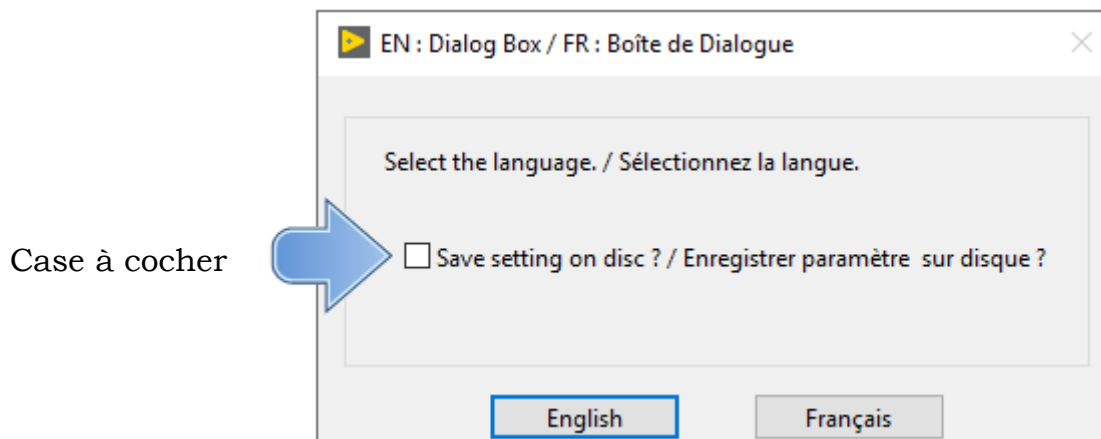 EN : Dialog Box / FR : Boîte de Dialogue
Select the language. / Sélectionnez la langue.
Case à cocher
Save setting on disc ? / Enregistrer paramètre sur disque ?
English
Français